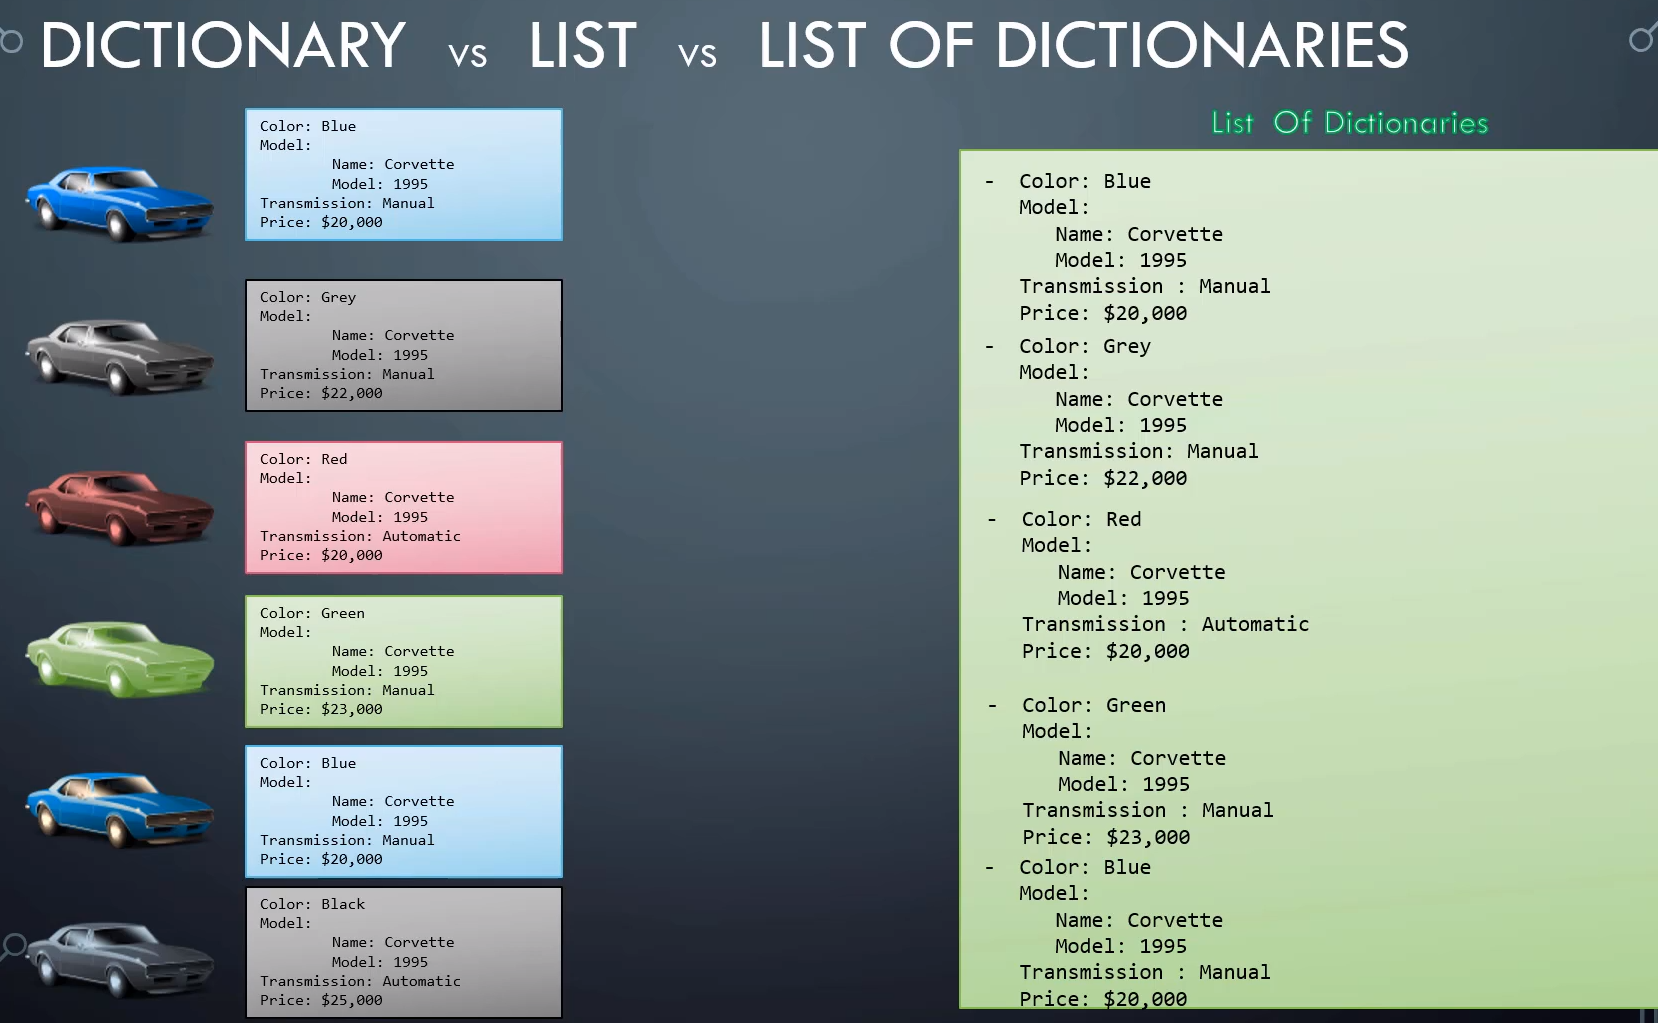 DICTIONARY vs LIST vs LIST OF DICTIONARIES
Color: Blue
Model:
Name: Corvette
Model: 1995
Transmission: Manual
Price: $20,000
Color: Grey
Model:
Name: Corvette
Model: 1995
Transmission: Manual
Price: $22,000
Color: Red
Model:
Name: Corvette
Model: 1995
Transmission: Automatic
Price: $20,000
Color: Green
Model:
Name: Corvette
Model: 1995
Transmission: Manual
Price: $23,000
Color: Blue
Model:
Name: Corvette
Model: 1995
Transmission: Manual
Price: $20,000
Color: Black
Model:
Name: Corvette
Model: 1995
Transmission: Automatic
Price: $25,000
List Of Dictionaries
- Color: Blue
Model:
Name: Corvette
Model: 1995
Transmission : Manual
Price: $20,000
- Color: Grey
Model:
Name: Corvette
Model: 1995
Transmission: Manual
Price: $22,000
- Color: Red
Model:
Name: Corvette
Model: 1995
Transmission : Automatic
Price: $20,000
- Color: Green
Model:
Name: Corvette
Model: 1995
Transmission : Manual
Price: $23,000
- Color: Blue
Model:
Name: Corvette
Model: 1995
Transmission : Manual
Price: $20,000